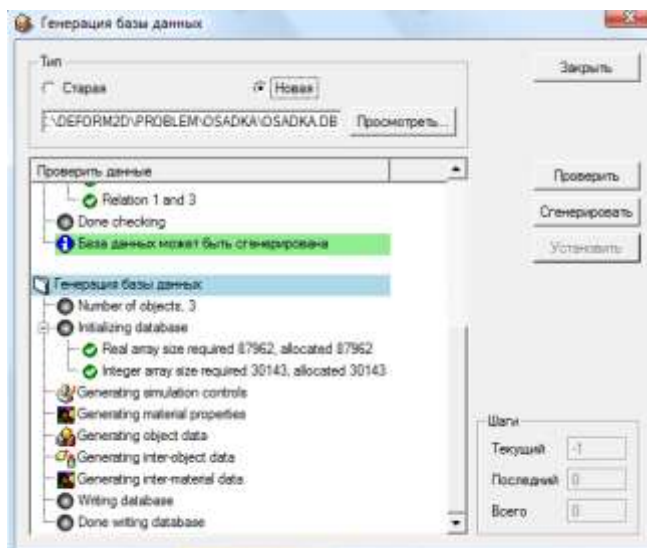 Генерация базы данных
Тип
Старая
Новая
:\DEFORM2D\PROBLEM\OSADKA\OSADKA.DB
Просмотреть...
Закрыть
Проверить данные
Relation 1 and 3
Done checking
База данных может быть сгенерирована
Генерация базы данных
Number of objects, 3
Initializing database
Real array size required 87962, allocated 87962
Integer array size required 30143, allocated 30143
Generating simulation controls
Generating material properties
Generating object data
Generating inter-object data
Generating inter-material data
Writing database
Done writing database
Проверить
Сгенерировать
Установить
Шаги
Текущий -1
Последний 0
Всего 0